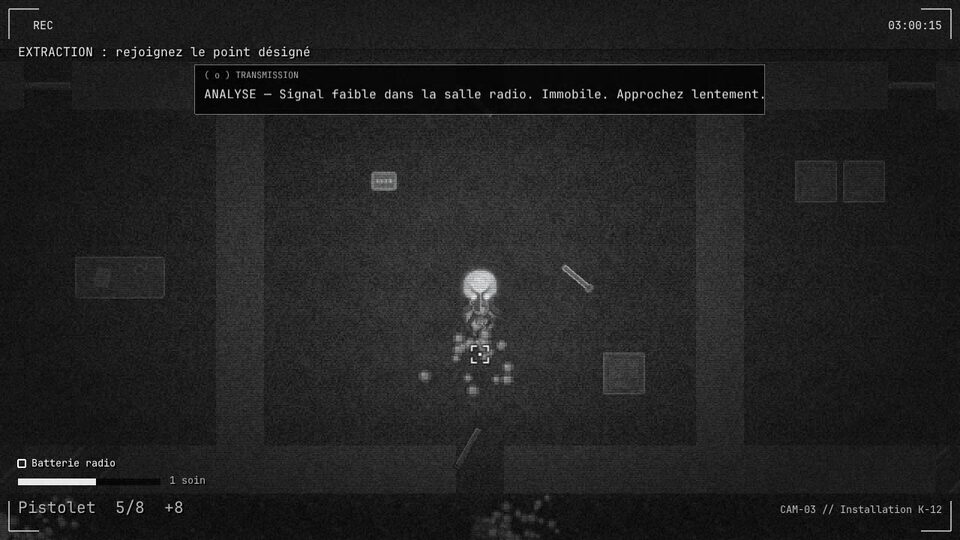 REC
03:00:15
EXTRACTION : rejoignez le point désigné
( o ) TRANSMISSION
ANALYSE — Signal faible dans la salle radio. Immobile. Approchez lentement.
Batterie radio
1 soin
Pistolet 5/8 +8
CAM-03 // Installation K-12